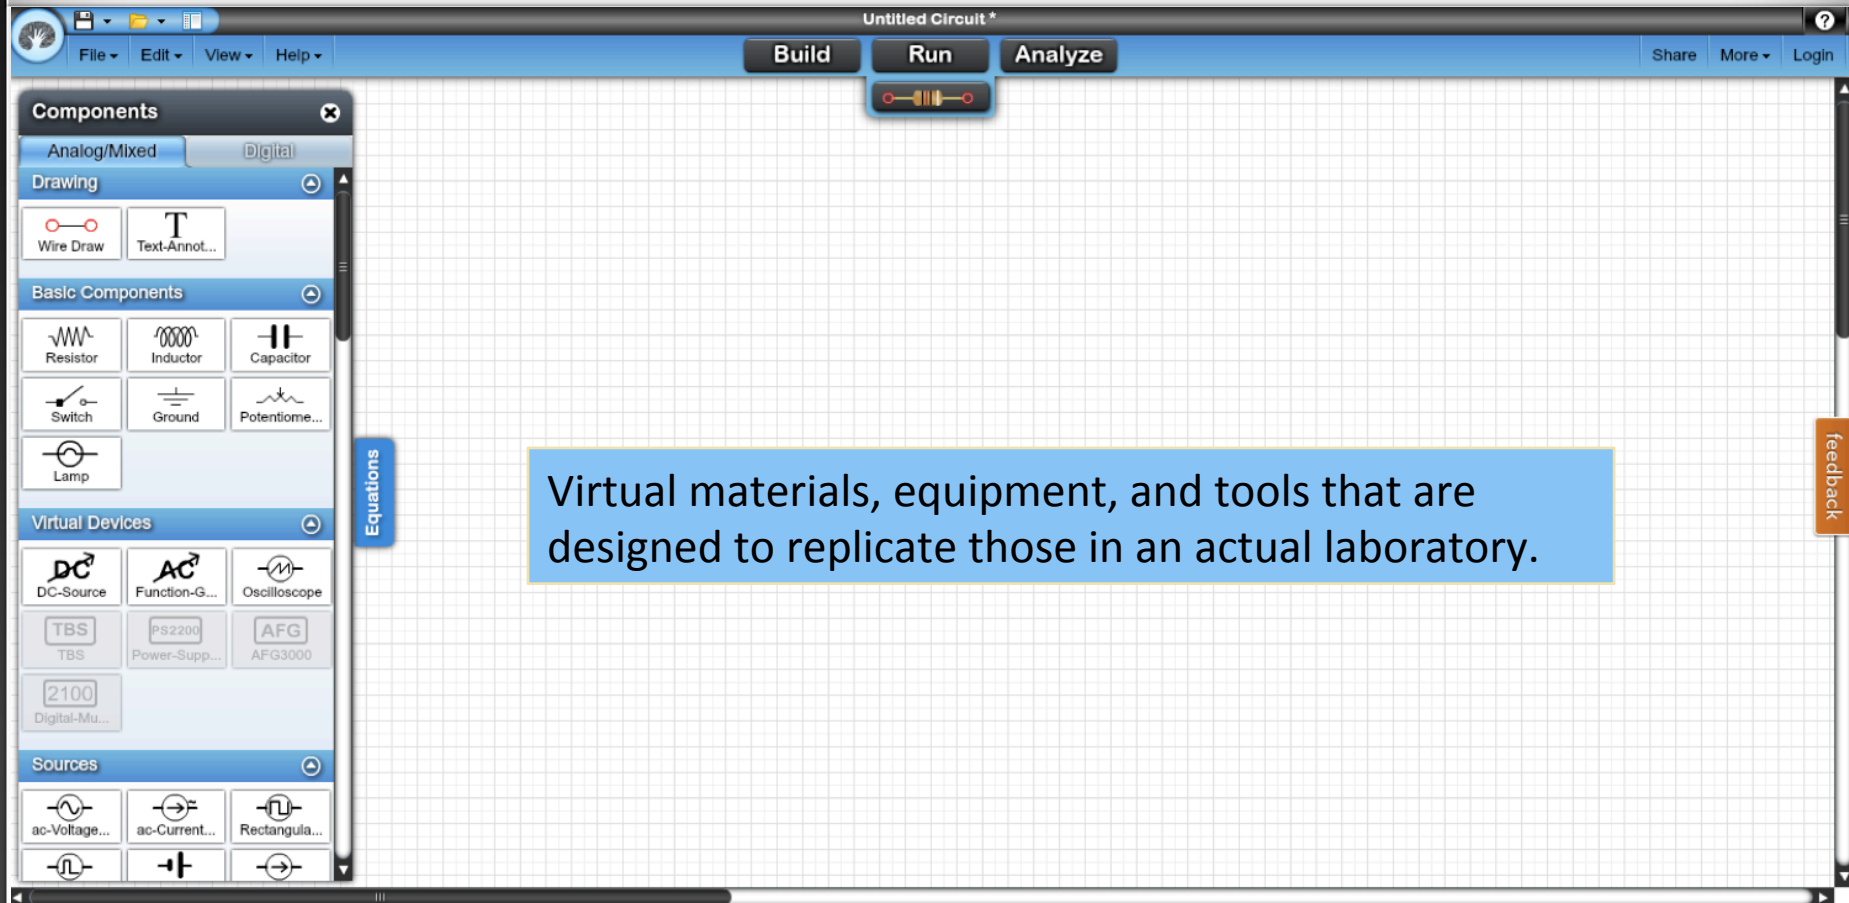 Untitled Circuit *
?
File Edit View Help
Build Run Analyze
Share More Login
Components
Analog/Mixed Digital
Drawing
T
Wire Draw Text-Annot...
Basic Components
Resistor Inductor Capacitor
Switch Ground Potentiome...
Lamp
Virtual Devices
DC AC
DC-Source Function-G... Oscilloscope
TBS PS2200 AFG
TBS Power-Supp... AFG3000
2100
Digital-Mu...
Sources
ac-Voltage... ac-Current... Rectangula...
Equations
Virtual materials, equipment, and tools that are
designed to replicate those in an actual laboratory.
feedback